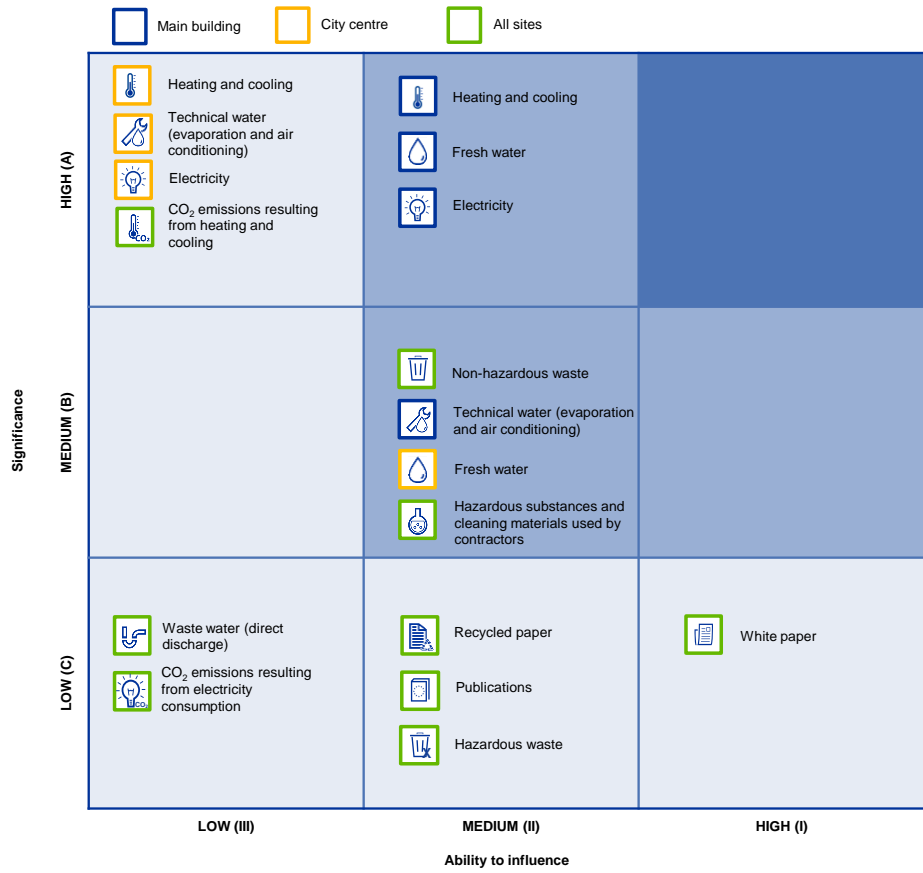 Main building
City centre
All sites
Significance
HIGH (A)
Heating and cooling
Technical water
(evaporation and air
conditioning)
Electricity
CO₂ emissions resulting
from heating and
cooling
CO₂
Heating and cooling
Fresh water
Electricity
MEDIUM (B)
Non-hazardous waste
Technical water (evaporation
and air conditioning)
Fresh water
Hazardous substances and
cleaning materials used by
contractors
LOW (C)
Waste water (direct
discharge)
CO₂ emissions resulting
from electricity
consumption
CO₂
Recycled paper
Publications
Hazardous waste
White paper
LOW (III)
MEDIUM (II)
HIGH (I)
Ability to influence